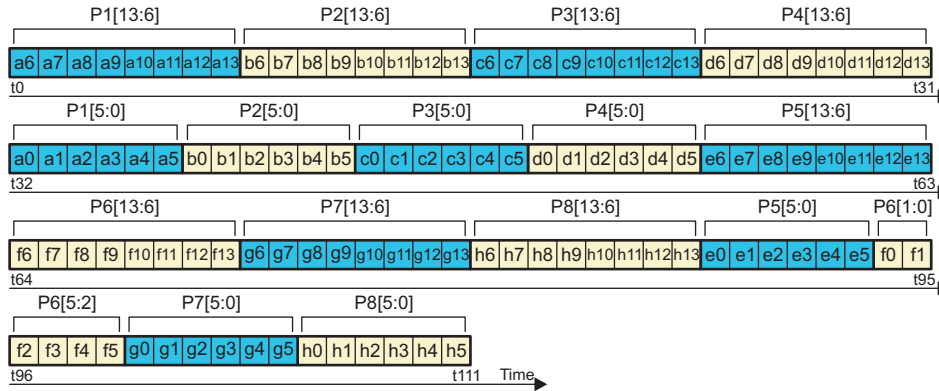 P1[13:6] P2[13:6] P3[13:6] P4[13:6]
a6 a7 a8 a9 a10 a11 a12 a13 b6 b7 b8 b9 b10 b11 b12 b13 c6 c7 c8 c9 c10 c11 c12 c13 d6 d7 d8 d9 d10 d11 d12 d13
t0 t31
P1[5:0] P2[5:0] P3[5:0] P4[5:0] P5[13:6]
a0 a1 a2 a3 a4 a5 b0 b1 b2 b3 b4 b5 c0 c1 c2 c3 c4 c5 d0 d1 d2 d3 d4 d5 e6 e7 e8 e9 e10 e11 e12 e13
t32 t63
P6[13:6] P7[13:6] P8[13:6] P5[5:0] P6[1:0]
f6 f7 f8 f9 f10 f11 f12 f13 g6 g7 g8 g9 g10 g11 g12 g13 h6 h7 h8 h9 h10 h11 h12 h13 e0 e1 e2 e3 e4 e5 f0 f1
t64 t95
P6[5:2] P7[5:0] P8[5:0]
f2 f3 f4 f5 g0 g1 g2 g3 g4 g5 h0 h1 h2 h3 h4 h5
t96 t111 Time